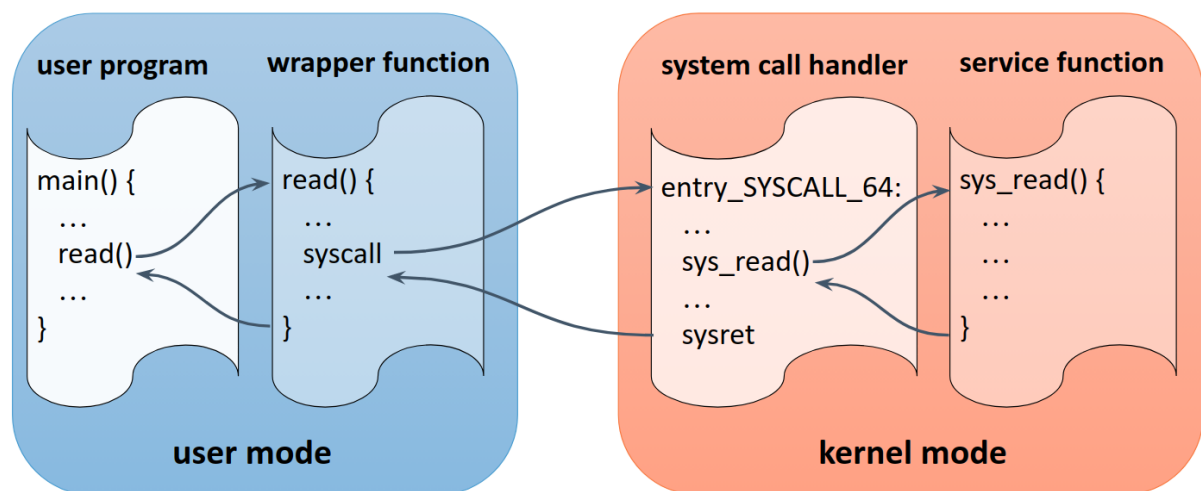 user program
main() {
…
read()
…
}
wrapper function
read() {
…
syscall
…
}
user mode
system call handler
entry_SYSCALL_64:
…
sys_read()
…
sysret
service function
sys_read() {
…
…
…
}
kernel mode